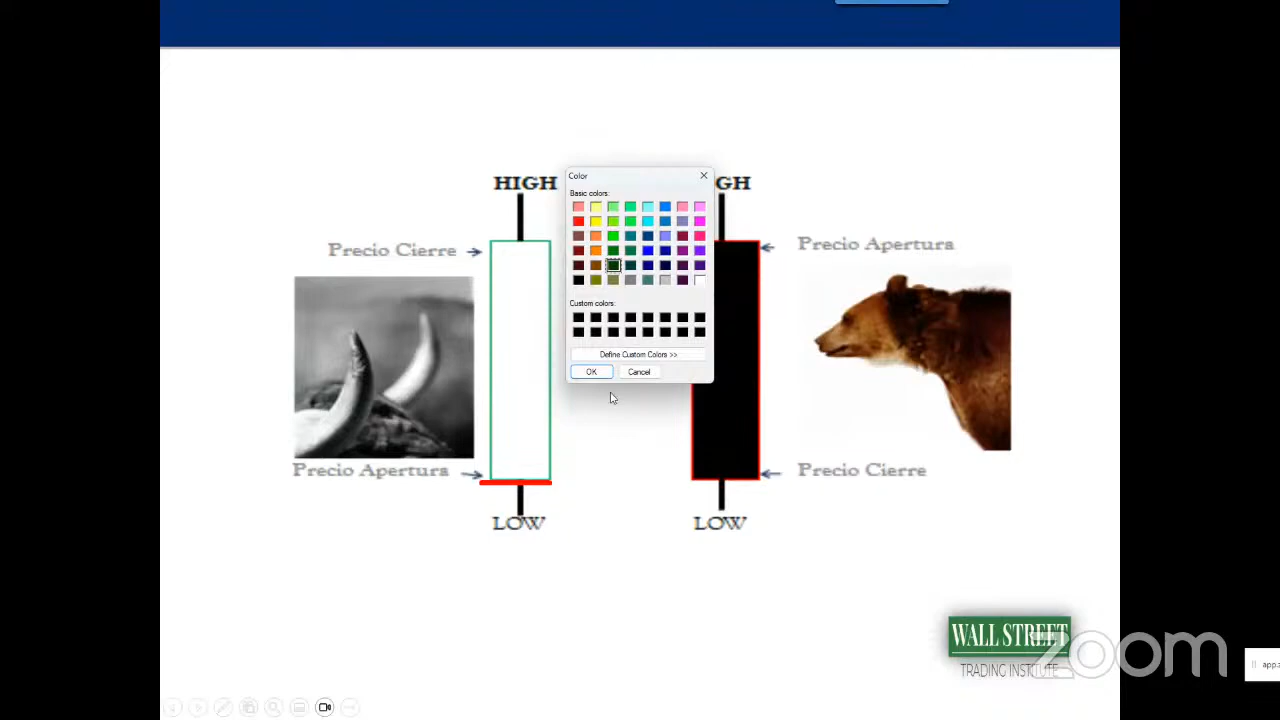 Color
HIGH
GH
Basic colors:
Precio Cierre
Precio Apertura
Custom colors:
Define Custom Colors >>
OK
Cancel
Precio Apertura
Precio Cierre
LOW
LOW
WALL STREET
TRADING INSTITUTE
zoom
app.